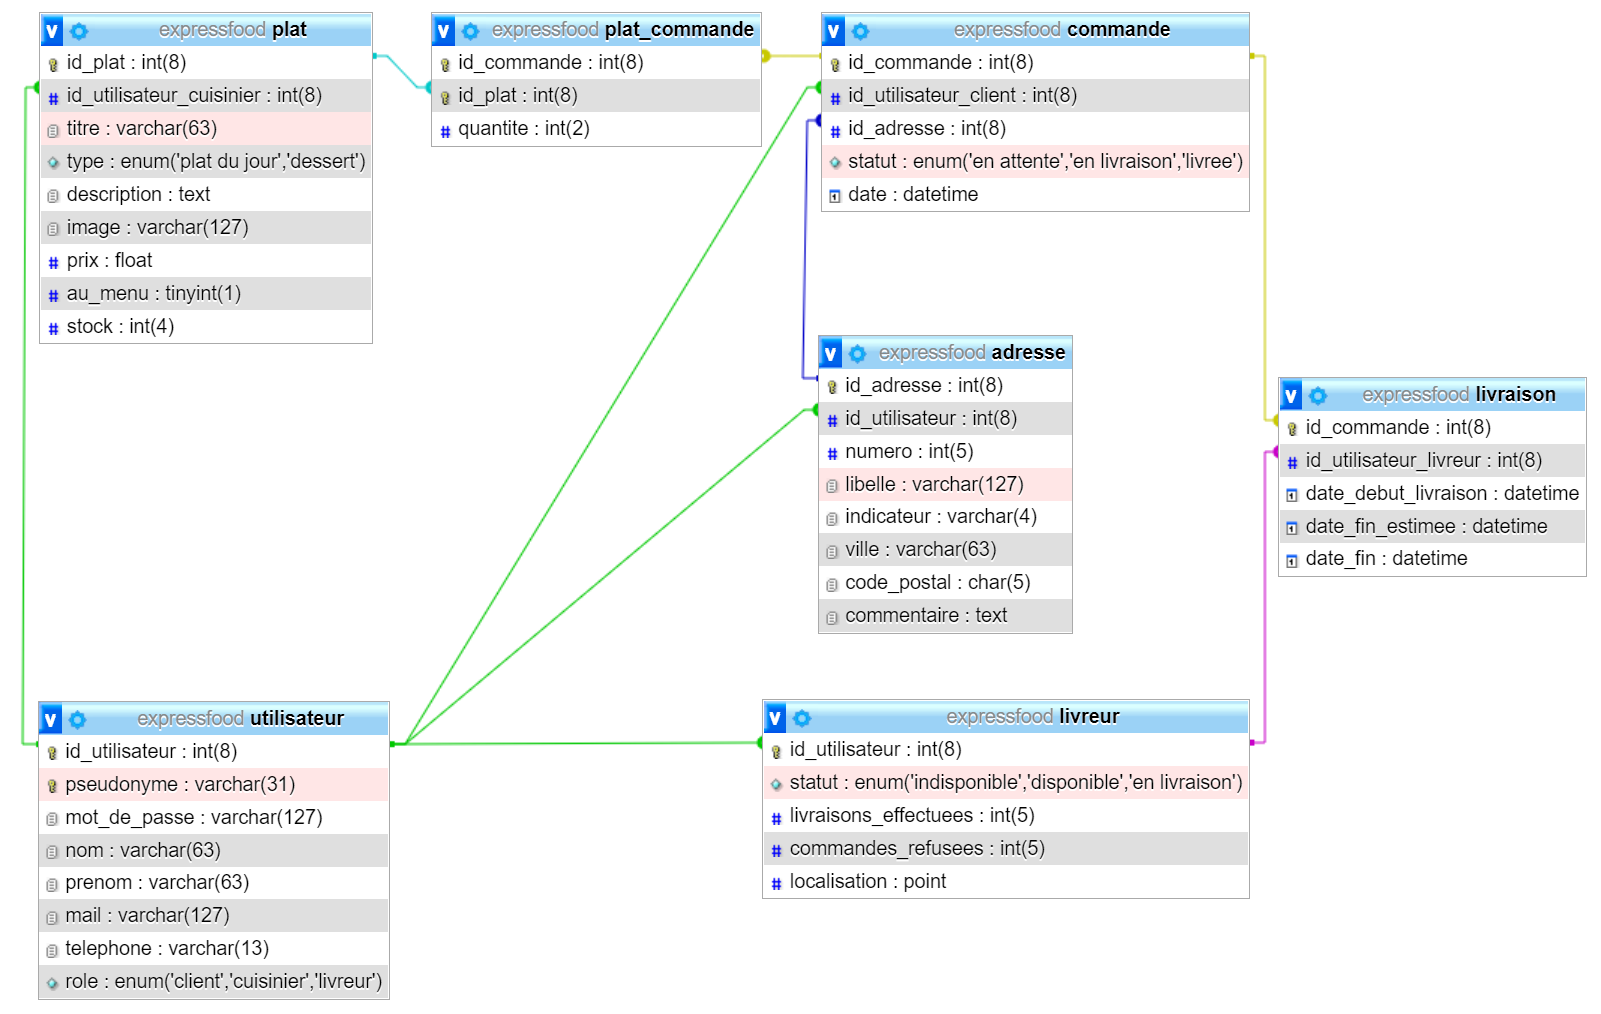 v expressfood plat
id_plat : int(8)
id_utilisateur_cuisinier : int(8)
titre : varchar(63)
type : enum('plat du jour','dessert')
description : text
image : varchar(127)
prix : float
au_menu : tinyint(1)
stock : int(4)
v expressfood plat_commande
id_commande : int(8)
id_plat : int(8)
quantite : int(2)
v expressfood commande
id_commande : int(8)
id_utilisateur_client : int(8)
id_adresse : int(8)
statut : enum('en attente','en livraison','livree')
date : datetime
v expressfood adresse
id_adresse : int(8)
id_utilisateur : int(8)
numero : int(5)
libelle : varchar(127)
indicateur : varchar(4)
ville : varchar(63)
code_postal : char(5)
commentaire : text
v expressfood livraison
id_commande : int(8)
id_utilisateur_livreur : int(8)
date_debut_livraison : datetime
date_fin_estimee : datetime
date_fin : datetime
v expressfood utilisateur
id_utilisateur : int(8)
pseudonyme : varchar(31)
mot_de_passe : varchar(127)
nom : varchar(63)
prenom : varchar(63)
mail : varchar(127)
telephone : varchar(13)
role : enum('client','cuisinier','livreur')
v expressfood livreur
id_utilisateur : int(8)
statut : enum('indisponible','disponible','en livraison')
livraisons_effectuees : int(5)
commandes_refusees : int(5)
localisation : point